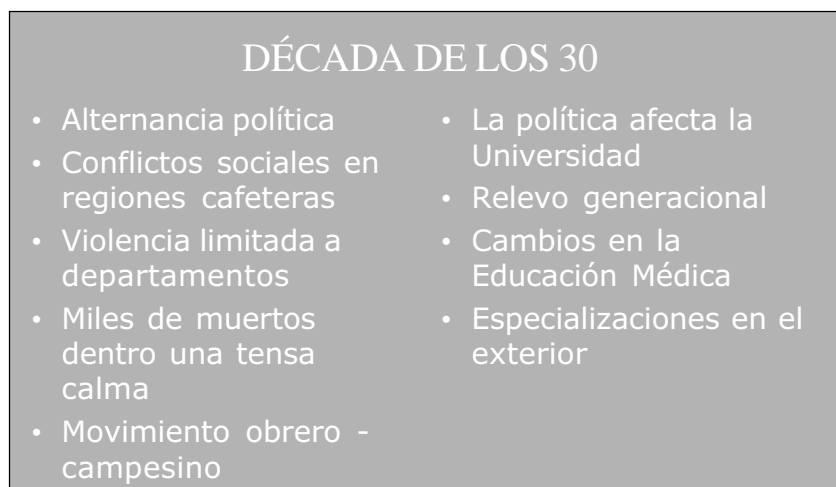 DÉCADA DE LOS 30
• Alternancia política
• Conflictos sociales en
regiones cafeteras
• Violencia limitada a
departamentos
• Miles de muertos
dentro una tensa
calma
• Movimiento obrero -
campesino
• La política afecta la
Universidad
• Relevo generacional
• Cambios en la
Educación Médica
• Especializaciones en el
exterior